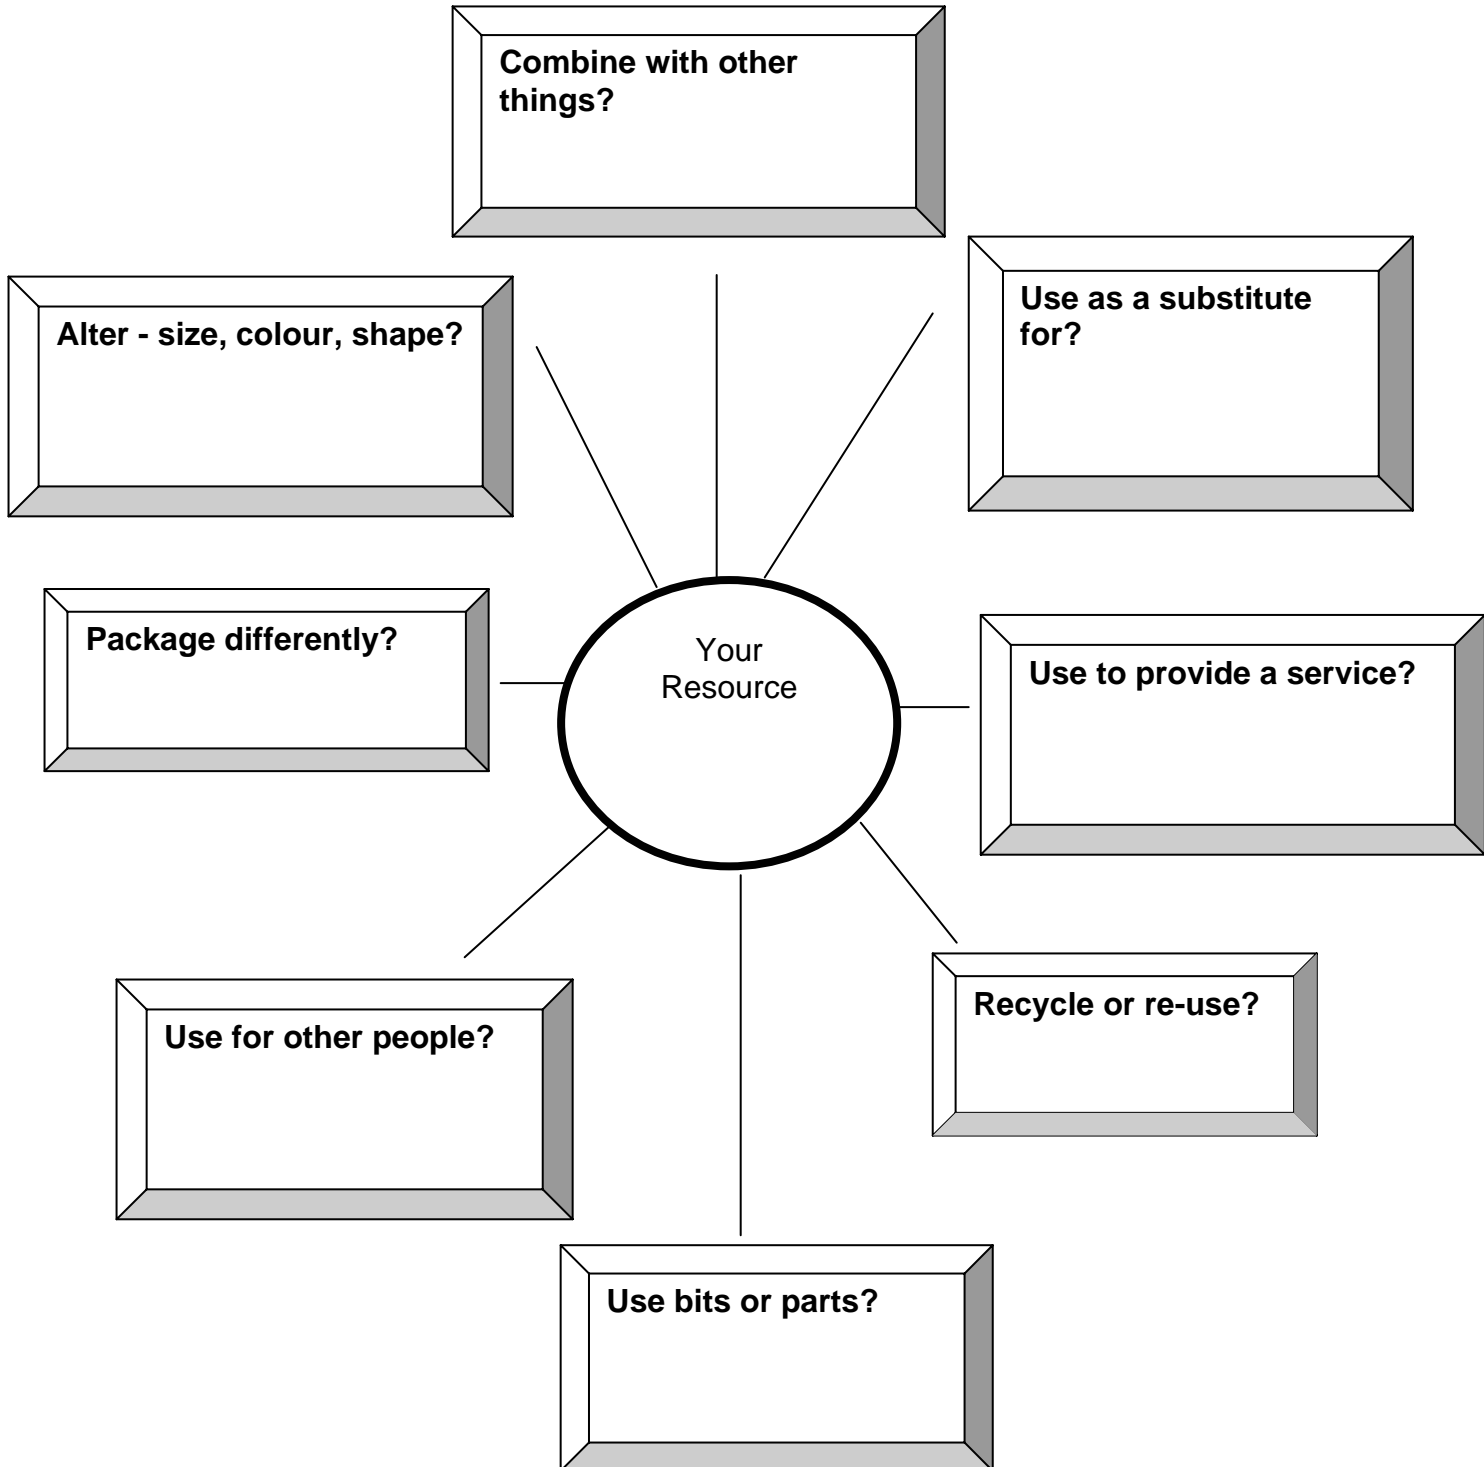 Combine with other
things?
Use as a substitute
for?
Alter - size, colour, shape?
Package differently?
Your
Resource
Use to provide a service?
Recycle or re-use?
Use for other people?
Use bits or parts?